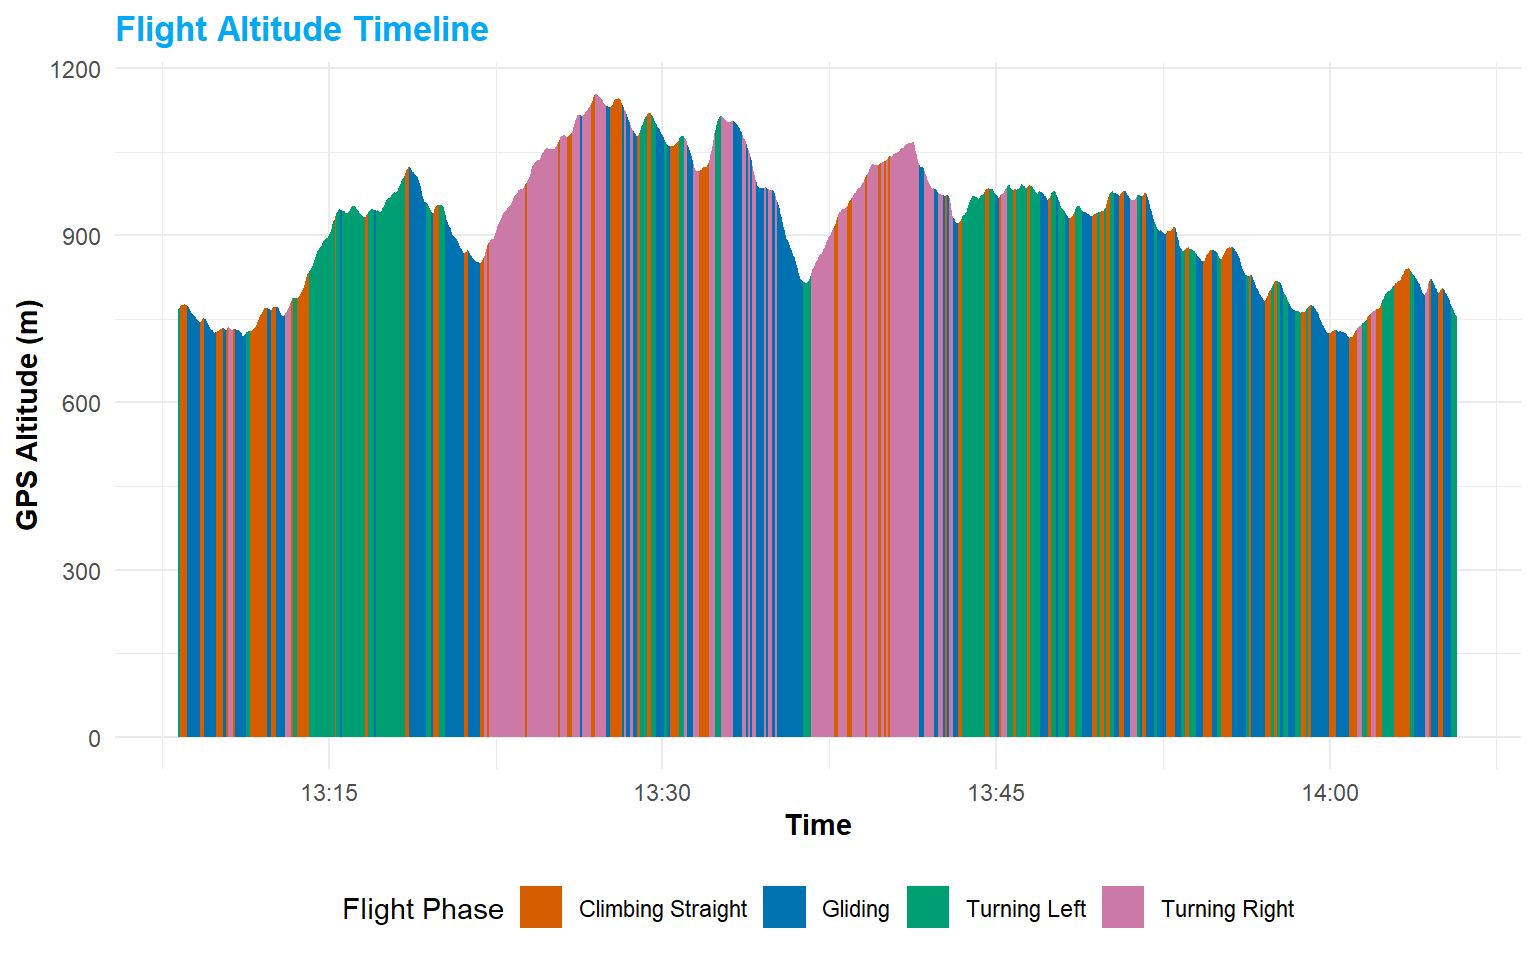 Flight Altitude Timeline
GPS Altitude (m)
1200
900
600
300
0
13:15 13:30 13:45 14:00
Time
Flight Phase Climbing Straight Gliding Turning Left Turning Right